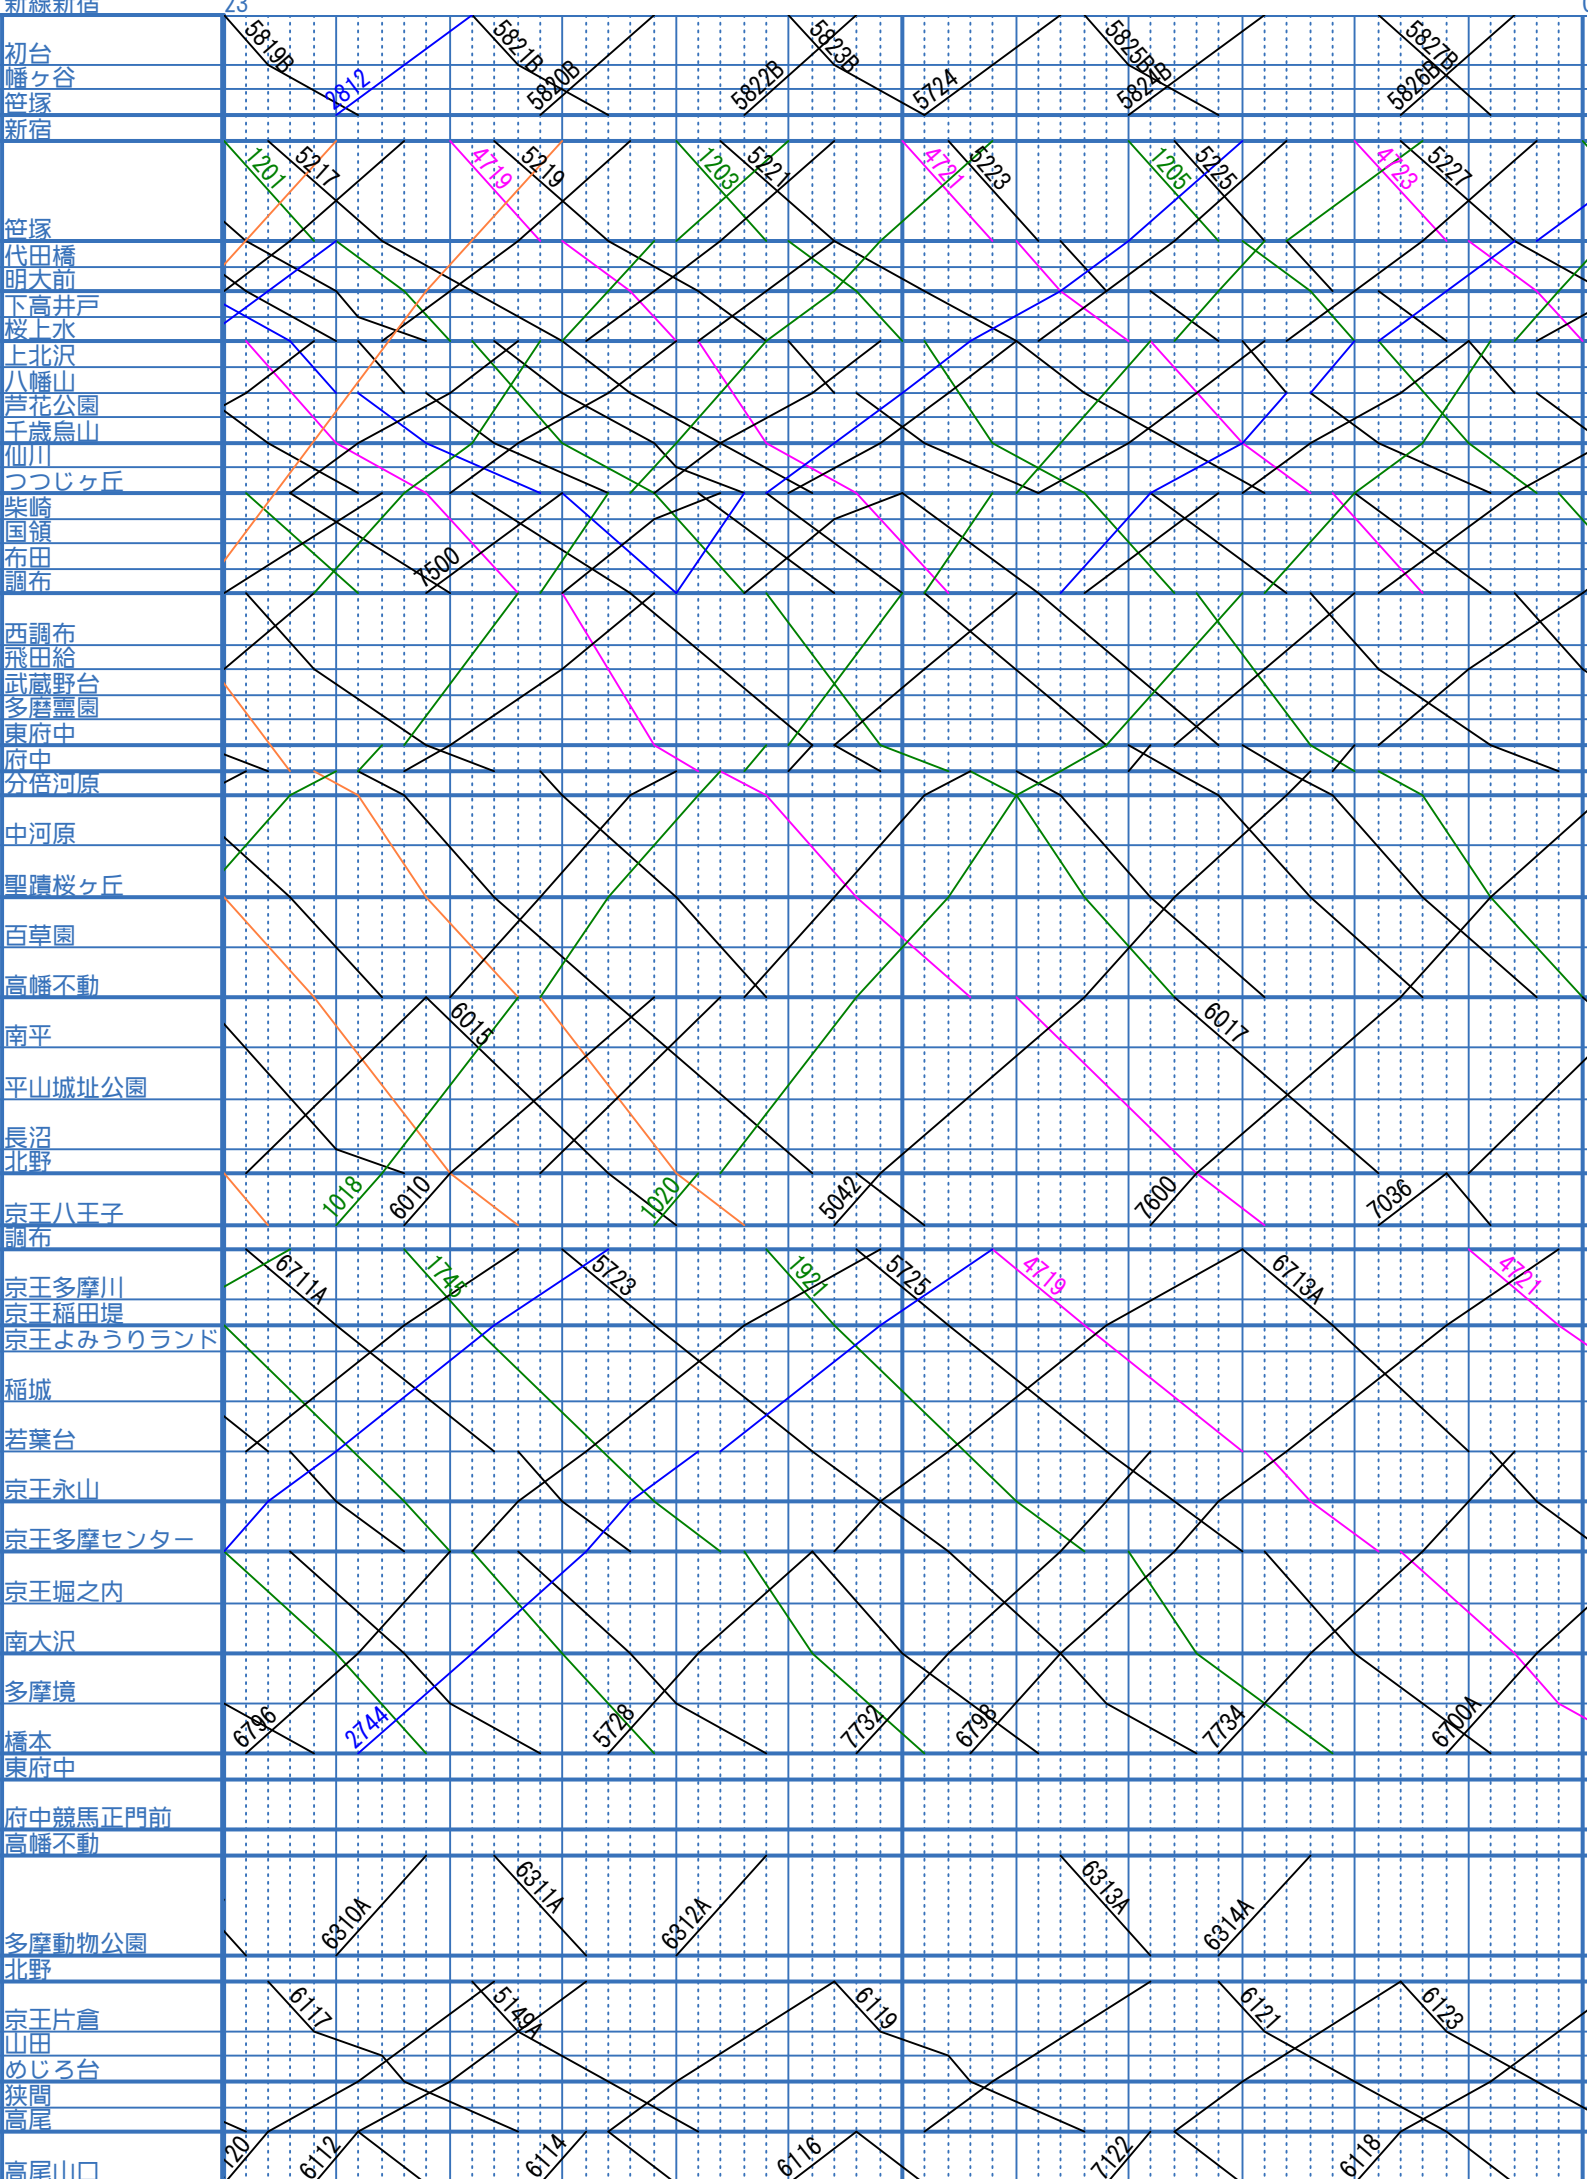 新線新宿 23
初台 5819B 5821B 5823B 5825B 5827B
幡ヶ谷 2812 5820B 5822B 5724 5824B 5826B
笹塚
新宿
1201 5217 4719 5219 1203 5221 4721 5223 1205 5225 4723 5227
笹塚
代田橋
明大前
下高井戸
桜上水
上北沢
八幡山
芦花公園
千歳烏山
仙川
つつじヶ丘
柴崎
国領
布田 7500
調布
西調布
飛田給
武蔵野台
多磨霊園
東府中
府中
分倍河原
中河原
聖蹟桜ヶ丘
百草園
高幡不動
南平 6015 6017
平山城址公園
長沼
北野
京王八王子 1018 6010 1020 5042 7600 7036
調布
京王多摩川 6711A 1745 5723 1921 5725 4719 6713A 4721
京王稲田堤
京王よみうりランド
稲城
若葉台
京王永山
京王多摩センター
京王堀之内
南大沢
多摩境
橋本 6796 2744 5728 7732 6798 7734 6700A
東府中
府中競馬正門前
高幡不動
6311A 6313A
多摩動物公園 6310A 6312A 6314A
北野
京王片倉 6117 5149A 6119 6121 6123
山田
めじろ台
狭間
高尾
高尾山口 120 6112 6114 6116 7122 6118